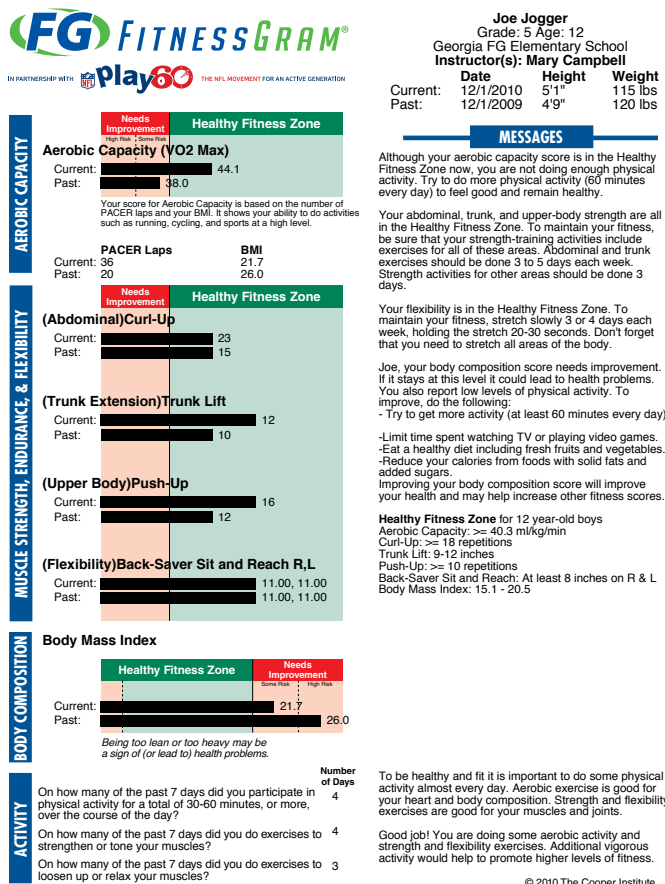 FG FITNESSGRAM®
IN PARTNERSHIP WITH NFL Play60 THE NFL MOVEMENT FOR AN ACTIVE GENERATION
Joe Jogger
Grade: 5 Age: 12
Georgia FG Elementary School
Instructor(s): Mary Campbell
Date Height Weight
Current: 12/1/2010 5'1" 115 lbs
Past: 12/1/2009 4'9" 120 lbs
AEROBIC CAPACITY
Needs Improvement Healthy Fitness Zone
High Risk Some Risk
Aerobic Capacity (VO2 Max)
Current: 44.1
Past: 38.0
Your score for Aerobic Capacity is based on the number of
PACER laps and your BMI. It shows your ability to do activities
such as running, cycling, and sports at a high level.
PACER Laps BMI
Current: 36 21.7
Past: 20 26.0
MUSCLE STRENGTH, ENDURANCE, & FLEXIBILITY
Needs Improvement Healthy Fitness Zone
(Abdominal)Curl-Up
Current: 23
Past: 15
(Trunk Extension)Trunk Lift
Current: 12
Past: 10
(Upper Body)Push-Up
Current: 16
Past: 12
(Flexibility)Back-Saver Sit and Reach R,L
Current: 11.00, 11.00
Past: 11.00, 11.00
BODY COMPOSITION
Body Mass Index
Healthy Fitness Zone Needs Improvement
Some Risk High Risk
Current: 21.7
Past: 26.0
Being too lean or too heavy may be
a sign of (or lead to) health problems.
ACTIVITY
Number
of Days
On how many of the past 7 days did you participate in
physical activity for a total of 30-60 minutes, or more, 4
over the course of the day?
On how many of the past 7 days did you do exercises to 4
strengthen or tone your muscles?
On how many of the past 7 days did you do exercises to 3
loosen up or relax your muscles?
MESSAGES
Although your aerobic capacity score is in the Healthy
Fitness Zone now, you are not doing enough physical
activity. Try to do more physical activity (60 minutes
every day) to feel good and remain healthy.
Your abdominal, trunk, and upper-body strength are all
in the Healthy Fitness Zone. To maintain your fitness,
be sure that your strength-training activities include
exercises for all of these areas. Abdominal and trunk
exercises should be done 3 to 5 days each week.
Strength activities for other areas should be done 3
days.
Your flexibility is in the Healthy Fitness Zone. To
maintain your fitness, stretch slowly 3 or 4 days each
week, holding the stretch 20-30 seconds. Don't forget
that you need to stretch all areas of the body.
Joe, your body composition score needs improvement.
If it stays at this level it could lead to health problems.
You also report low levels of physical activity. To
improve, do the following:
- Try to get more activity (at least 60 minutes every day)
-Limit time spent watching TV or playing video games.
-Eat a healthy diet including fresh fruits and vegetables.
-Reduce your calories from foods with solid fats and
added sugars.
Improving your body composition score will improve
your health and may help increase other fitness scores.
Healthy Fitness Zone for 12 year-old boys
Aerobic Capacity: >= 40.3 ml/kg/min
Curl-Up: >= 18 repetitions
Trunk Lift: 9-12 inches
Push-Up: >= 10 repetitions
Back-Saver Sit and Reach: At least 8 inches on R & L
Body Mass Index: 15.1 - 20.5
To be healthy and fit it is important to do some physical
activity almost every day. Aerobic exercise is good for
your heart and body composition. Strength and flexibility
exercises are good for your muscles and joints.
Good job! You are doing some aerobic activity and
strength and flexibility exercises. Additional vigorous
activity would help to promote higher levels of fitness.
© 2010 The Cooper Institute